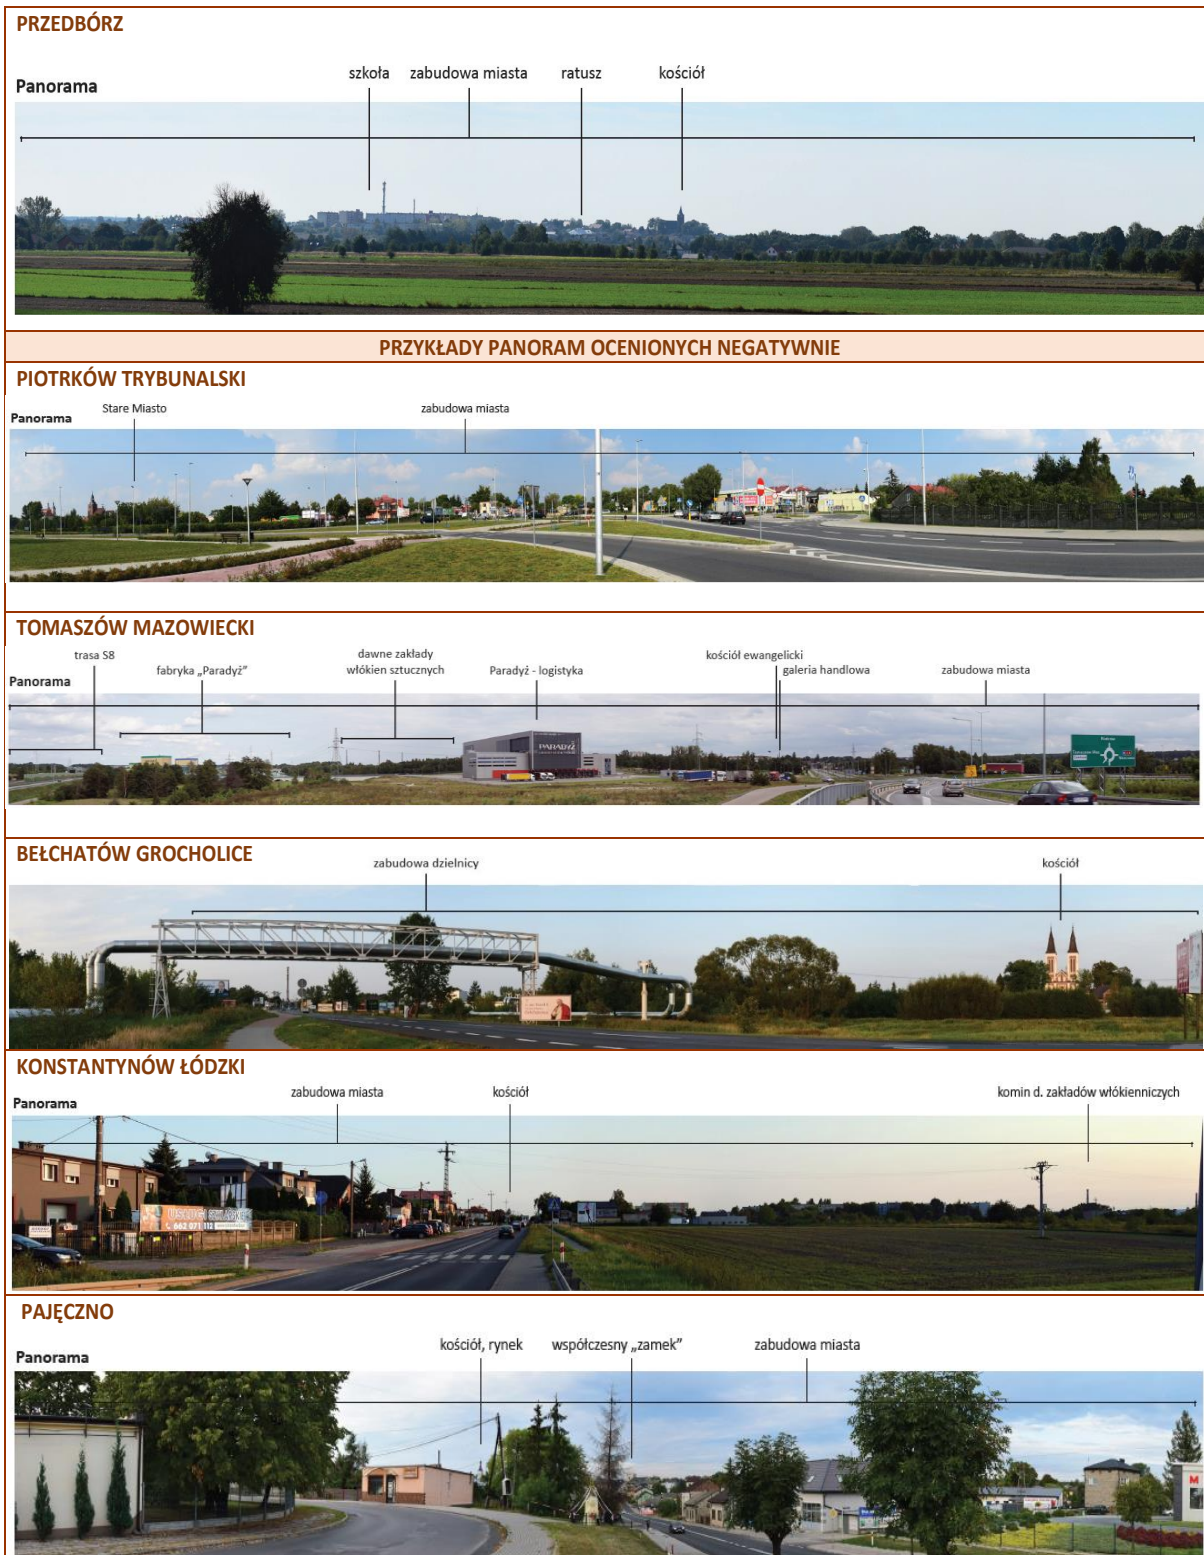 PRZEDBÓRZ
szkoła zabudowa miasta ratusz kościół
Panorama
PRZYKŁADY PANORAM OCENIONYCH NEGATYWNIE
PIOTRKÓW TRYBUNALSKI
Stare Miasto zabudowa miasta
Panorama
TOMASZÓW MAZOWIECKI
trasa S8
fabryka „Paradyż”
dawne zakłady
włókien sztucznych
Paradyż - logistyka
kościół ewangelicki
galeria handlowa
zabudowa miasta
Panorama
PARADYŻ
BEŁCHATÓW GROCHOLICE
zabudowa dzielnicy kościół
KONSTANTYNÓW ŁÓDZKI
zabudowa miasta kościół komin d. zakładów włókienniczych
Panorama
USŁUGI
662 071 112
PAJĘCZNO
kościół, rynek współczesny „zamek” zabudowa miasta
Panorama
M